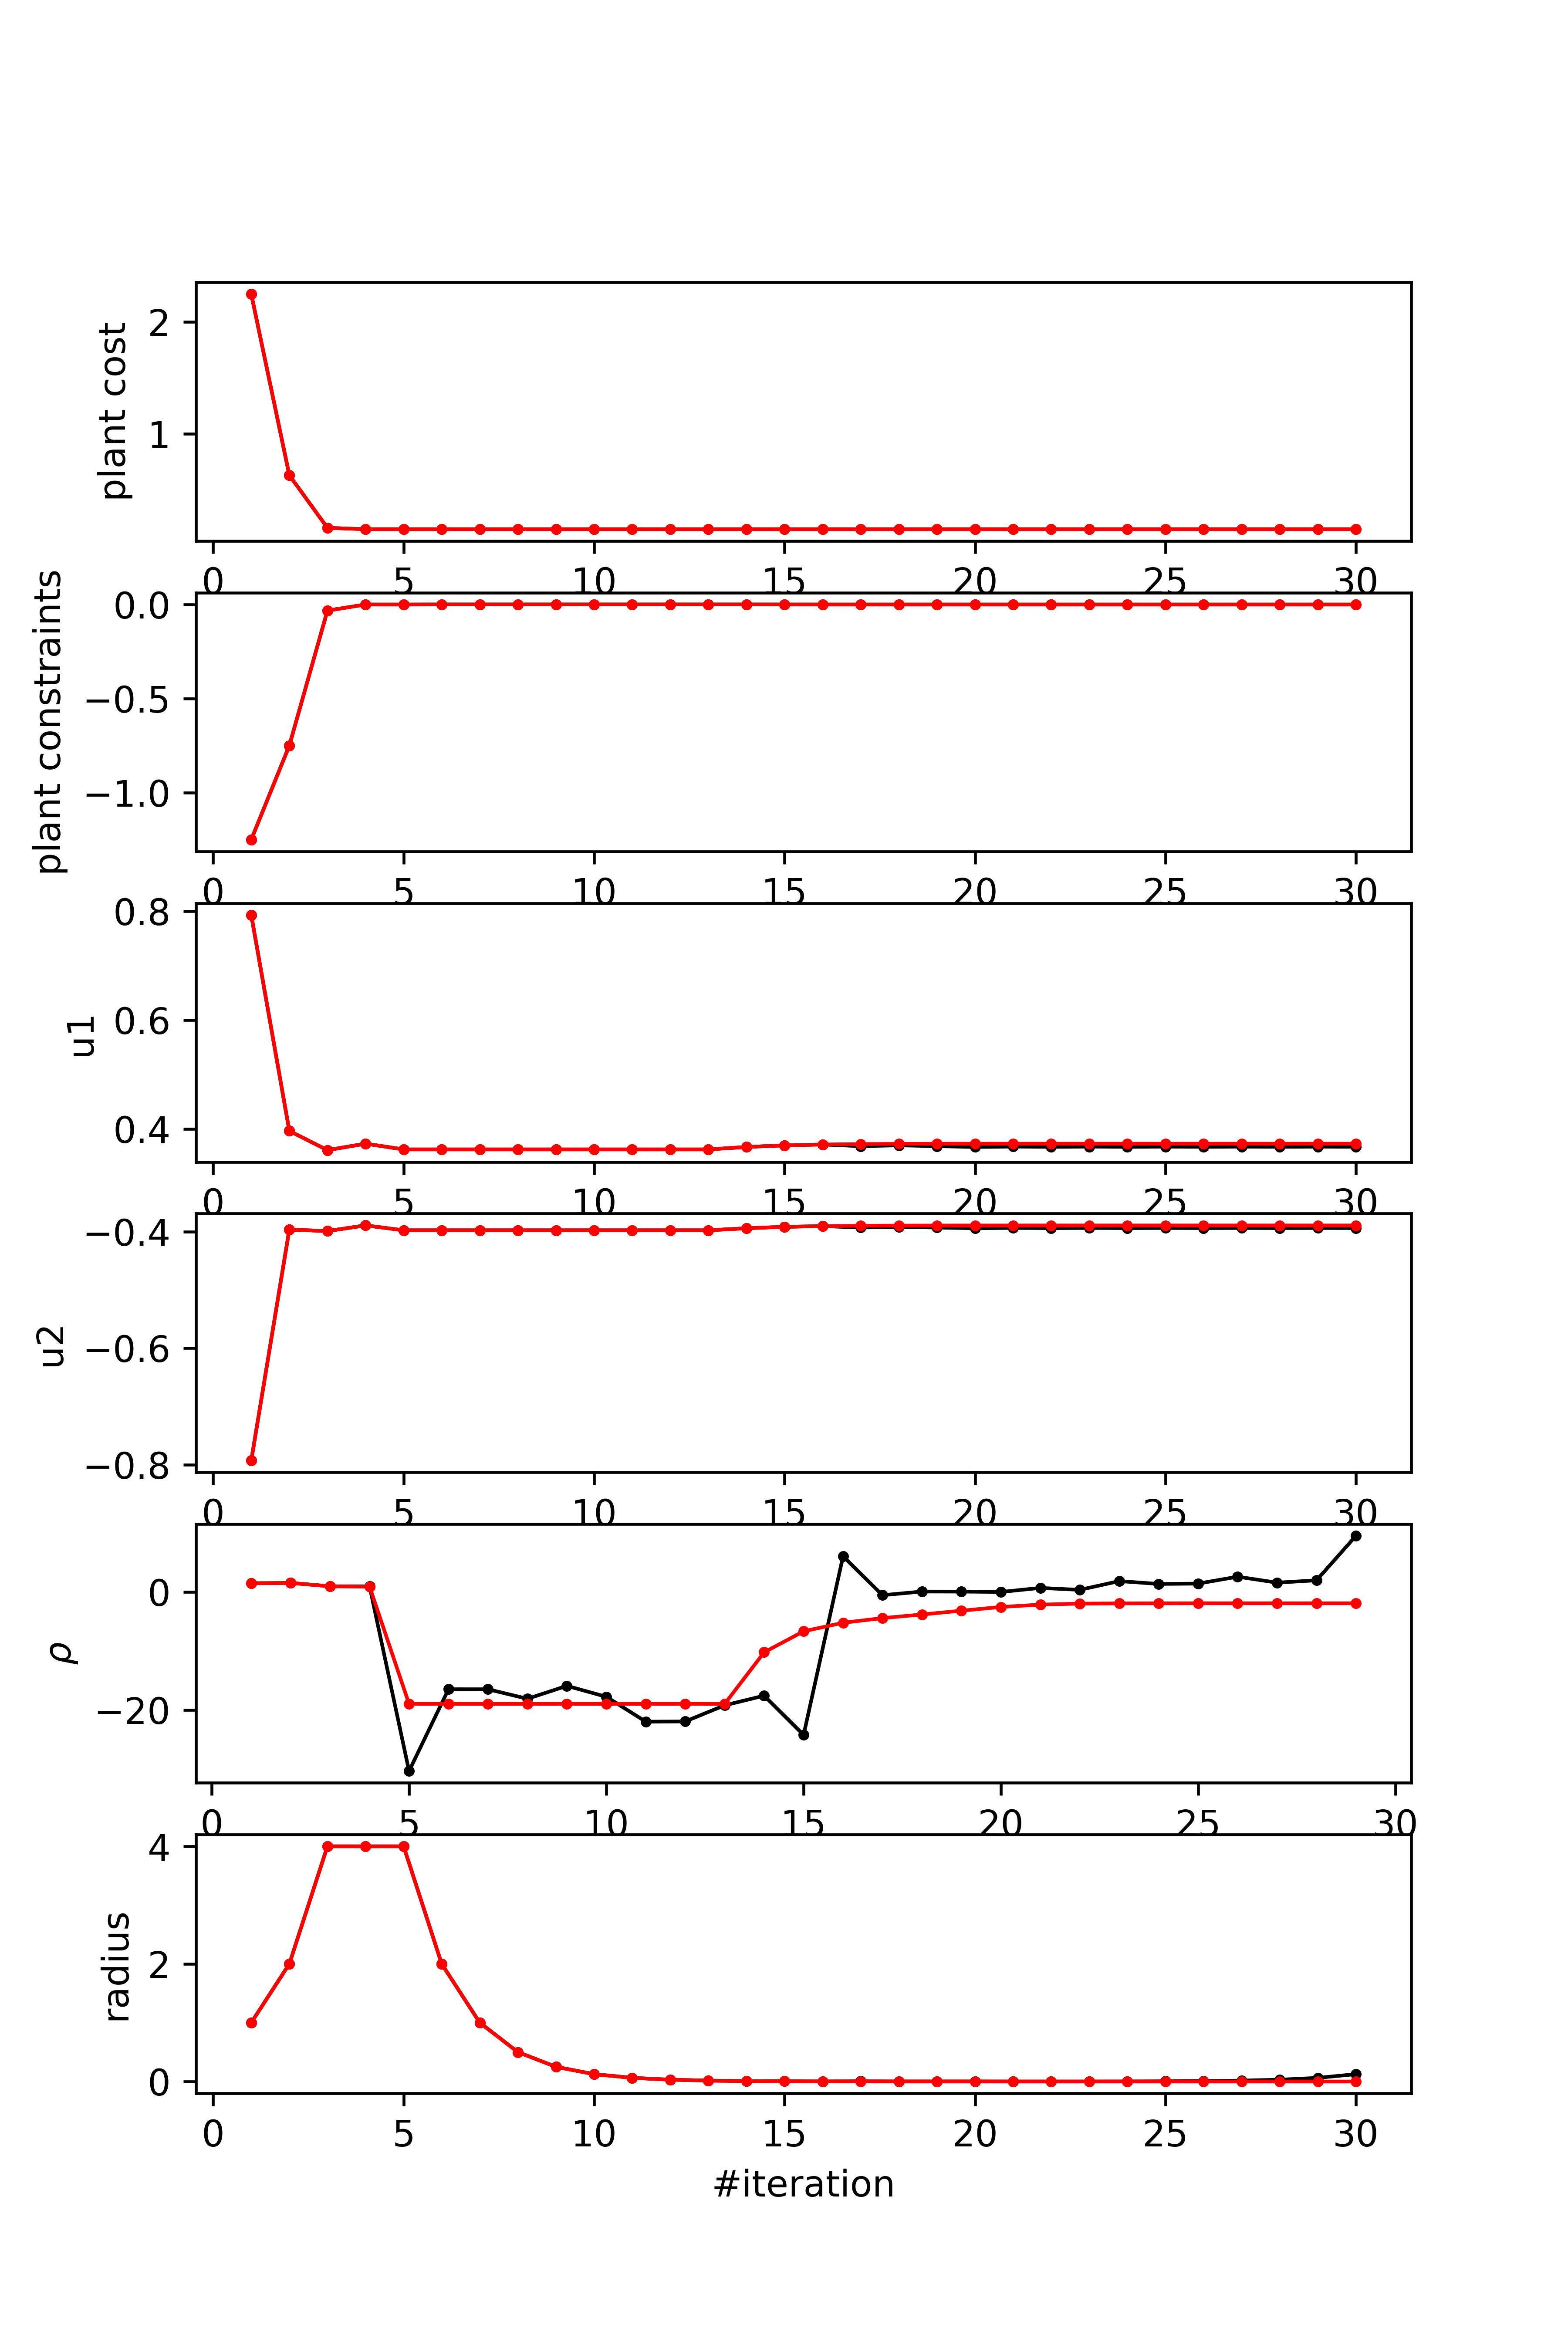 plant cost
2
1
0 5 10 15 20 25 30
plant constraints
0.0
−0.5
−1.0
0 5 10 15 20 25 30
u1
0.8
0.6
0.4
0 5 10 15 20 25 30
u2
−0.4
−0.6
−0.8
0 5 10 15 20 25 30
ρ
0
−20
0 5 10 15 20 25 30
radius
4
2
0
0 5 10 15 20 25 30
#iteration